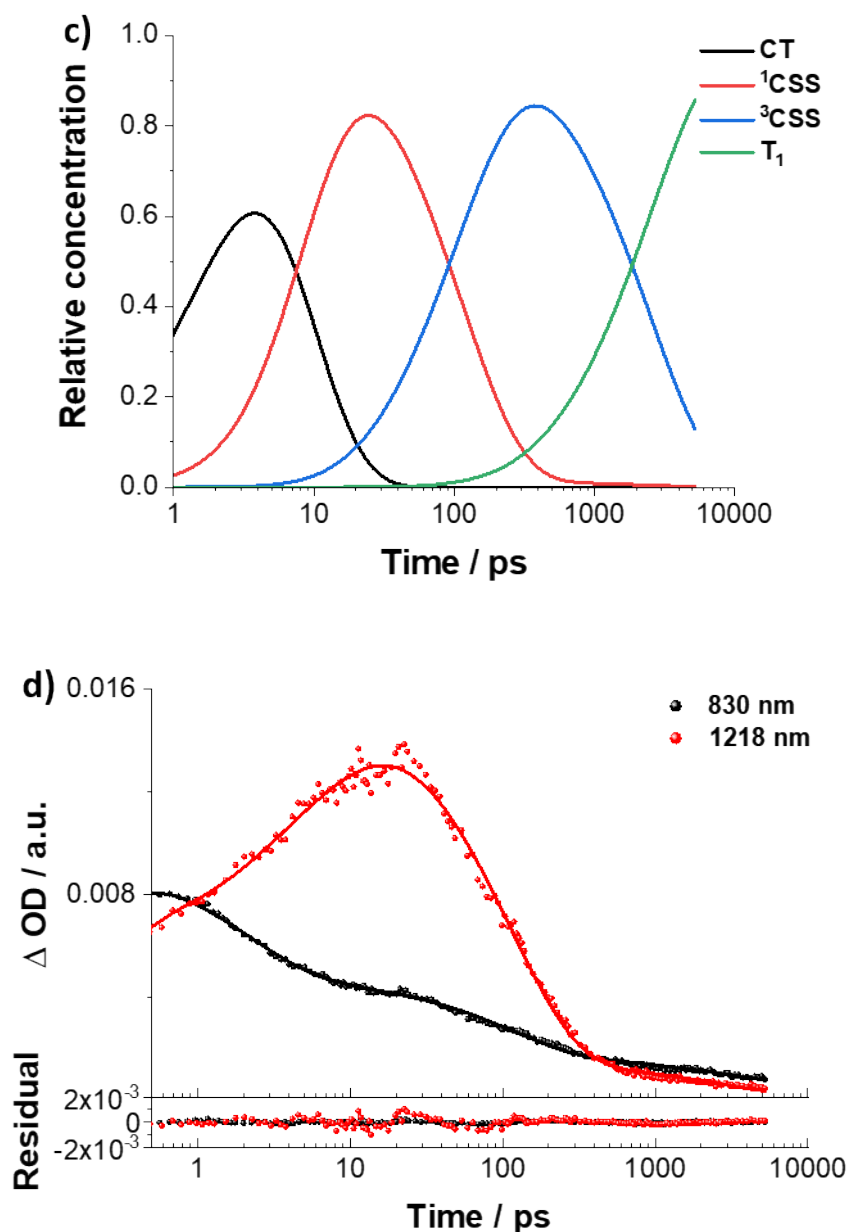 c)
CT
¹CSS
³CSS
T₁
Relative concentration
1.0
0.8
0.6
0.4
0.2
0.0
1 10 100 1000 10000
Time / ps
d)
830 nm
1218 nm
Δ OD / a.u.
0.016
0.008
Residual
2x10⁻³
0
-2x10⁻³
1 10 100 1000 10000
Time / ps